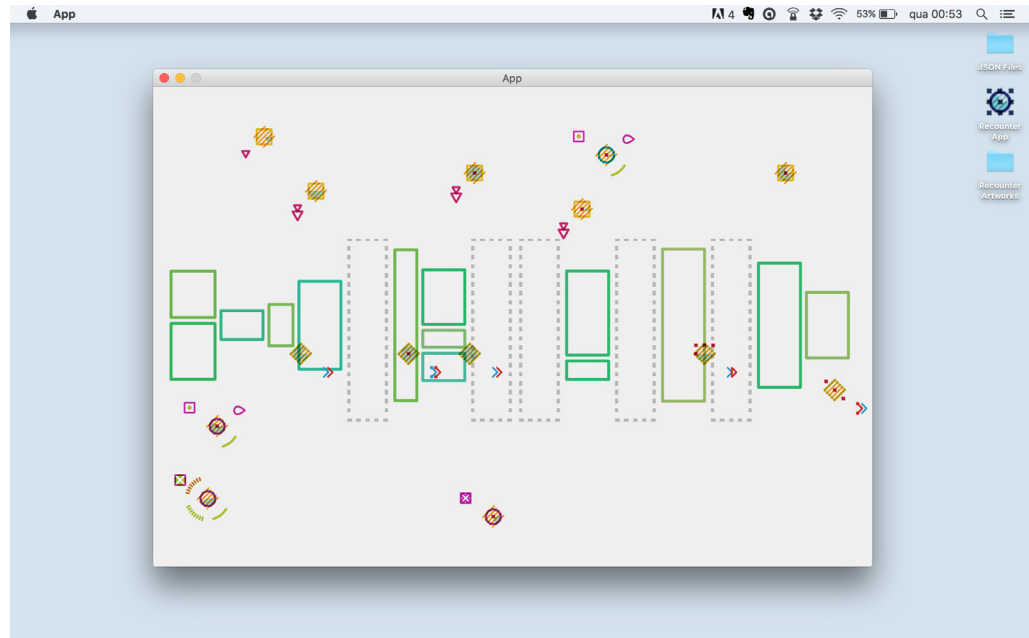 App 4 53% qua 00:53
App
JSON Files
Recounter
App
Recounter
Artworks